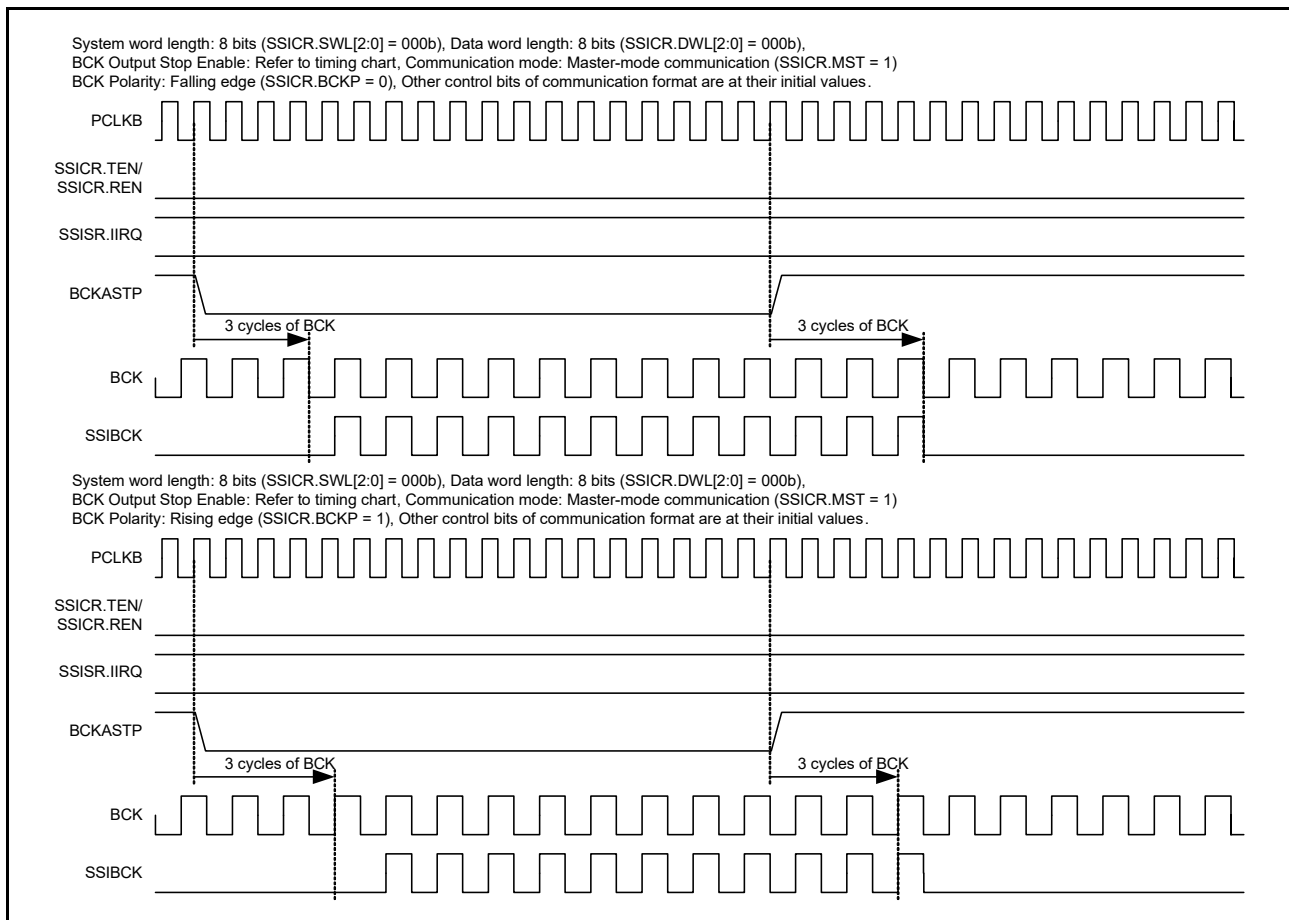 System word length: 8 bits (SSICR.SWL[2:0] = 000b), Data word length: 8 bits (SSICR.DWL[2:0] = 000b),
BCK Output Stop Enable: Refer to timing chart, Communication mode: Master-mode communication (SSICR.MST = 1)
BCK Polarity: Falling edge (SSICR.BCKP = 0), Other control bits of communication format are at their initial values.
PCLKB
SSICR.TEN/
SSICR.REN
SSISR.IIRQ
BCKASTP
3 cycles of BCK
3 cycles of BCK
BCK
SSIBCK
System word length: 8 bits (SSICR.SWL[2:0] = 000b), Data word length: 8 bits (SSICR.DWL[2:0] = 000b),
BCK Output Stop Enable: Refer to timing chart, Communication mode: Master-mode communication (SSICR.MST = 1)
BCK Polarity: Rising edge (SSICR.BCKP = 1), Other control bits of communication format are at their initial values.
PCLKB
SSICR.TEN/
SSICR.REN
SSISR.IIRQ
BCKASTP
3 cycles of BCK
3 cycles of BCK
BCK
SSIBCK